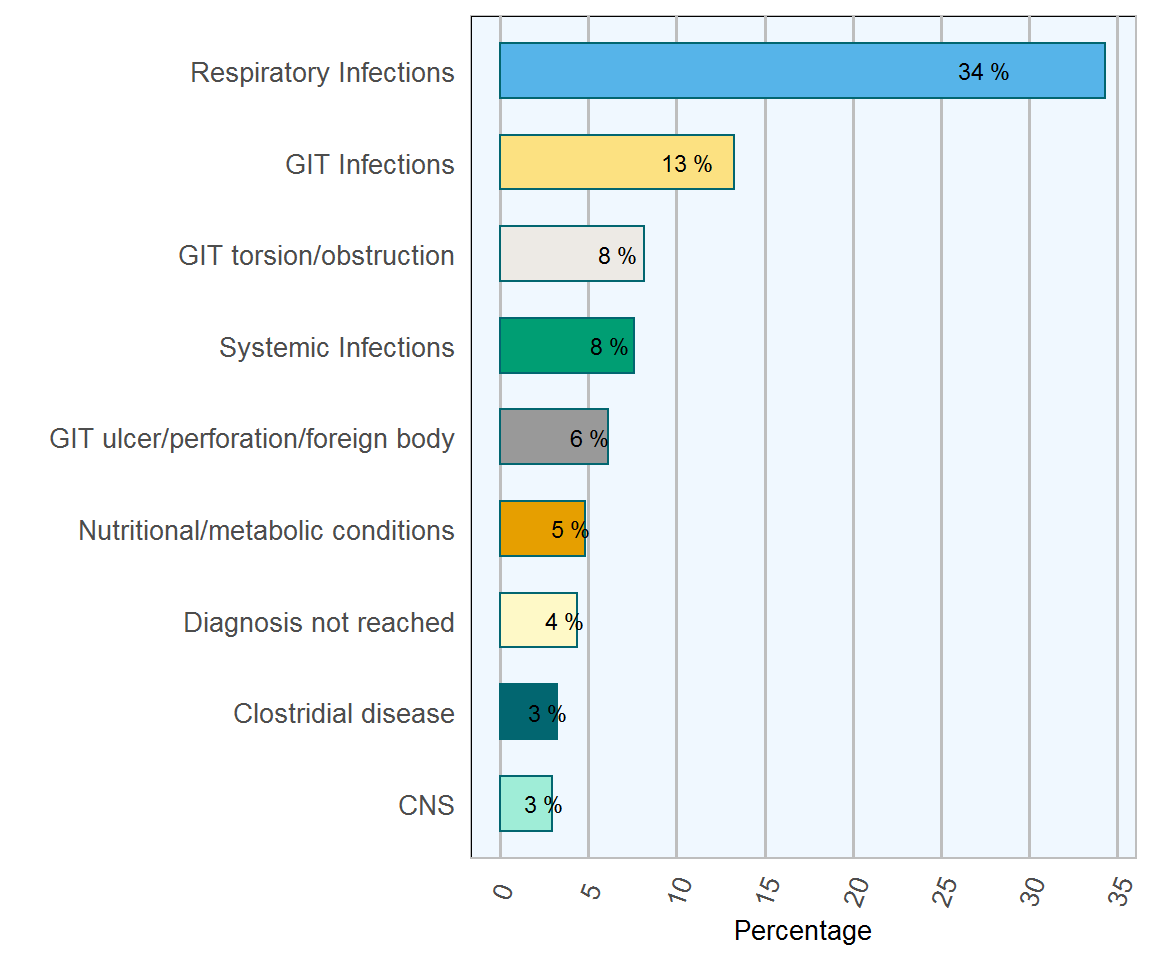 Respiratory Infections 34 %
GIT Infections 13 %
GIT torsion/obstruction 8 %
Systemic Infections 8 %
GIT ulcer/perforation/foreign body 6 %
Nutritional/metabolic conditions 5 %
Diagnosis not reached 4 %
Clostridial disease 3 %
CNS 3 %
0 5 10 15 20 25 30 35
Percentage